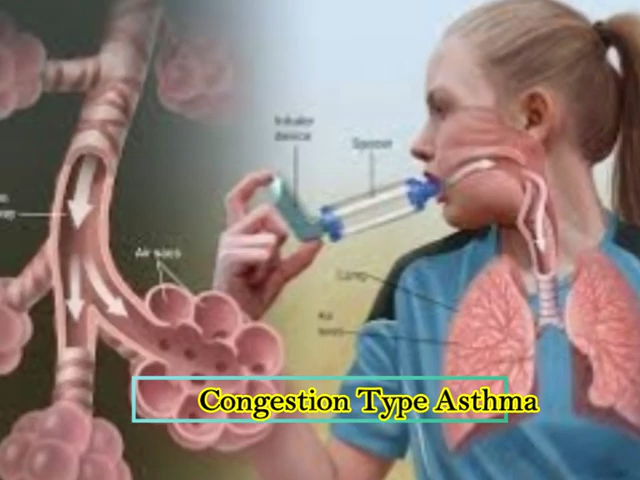 Inhaler
device
Spacer
Air sacs
Lung
Congestion Type Asthma